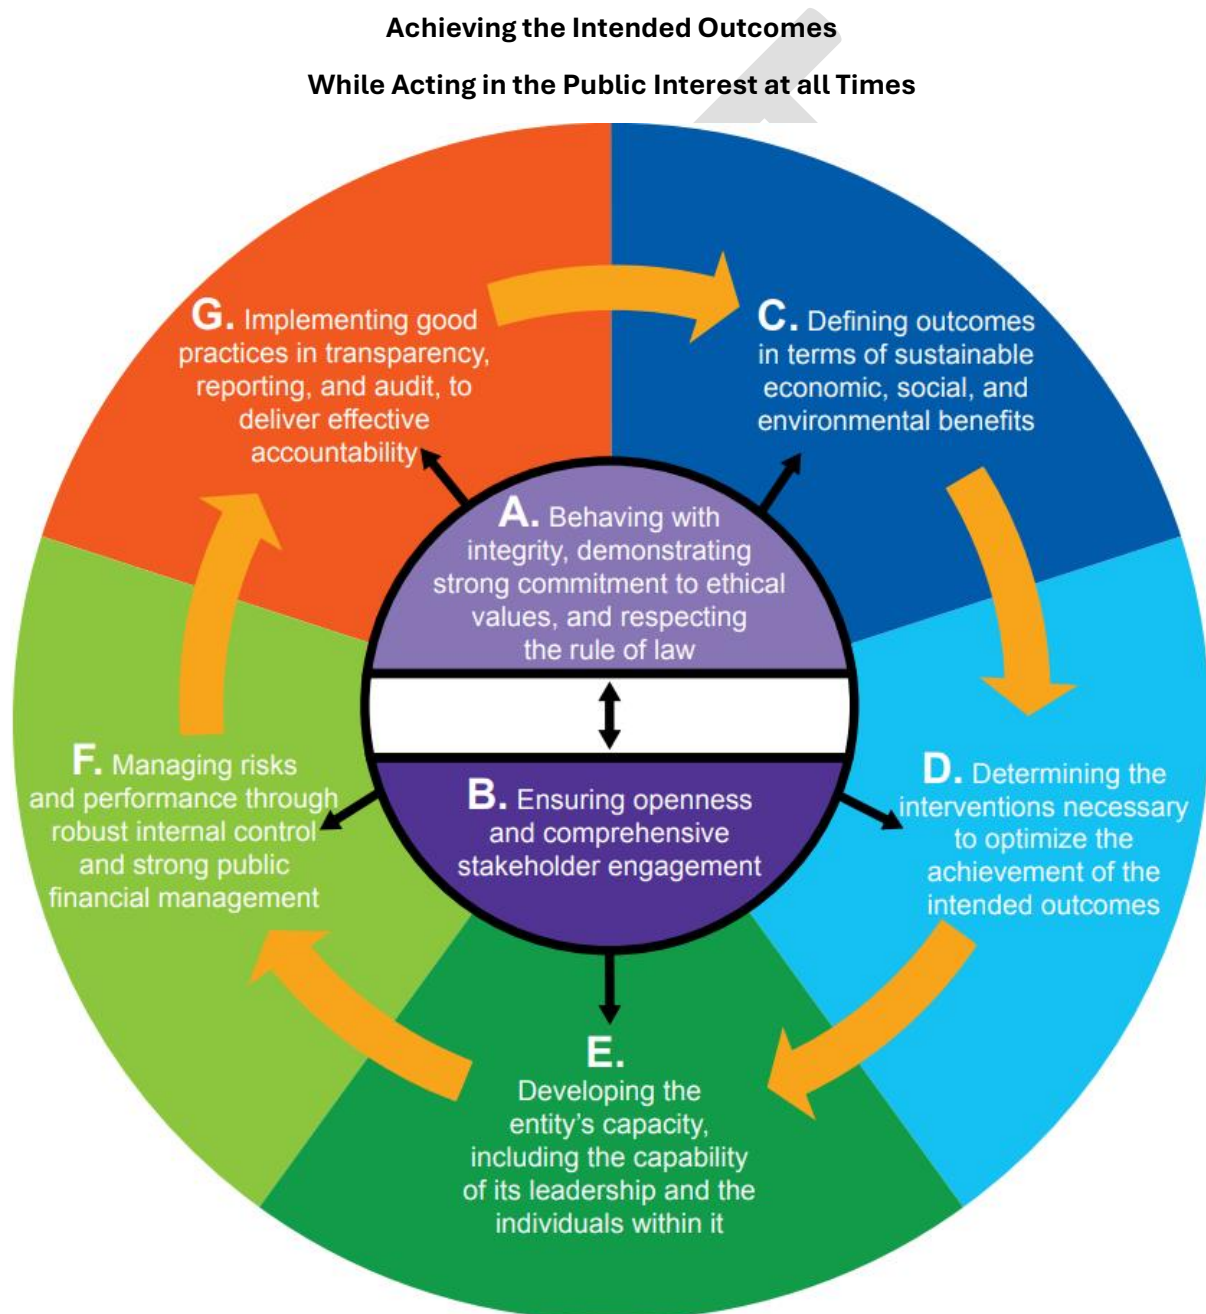 Achieving the Intended Outcomes
While Acting in the Public Interest at all Times
G. Implementing good
practices in transparency,
reporting, and audit, to
deliver effective
accountability
C. Defining outcomes
in terms of sustainable
economic, social, and
environmental benefits
A. Behaving with
integrity, demonstrating
strong commitment to ethical
values, and respecting
the rule of law
F. Managing risks
and performance through
robust internal control
and strong public
financial management
B. Ensuring openness
and comprehensive
stakeholder engagement
D. Determining the
interventions necessary
to optimize the
achievement of the
intended outcomes
E.
Developing the
entity’s capacity,
including the capability
of its leadership and the
individuals within it